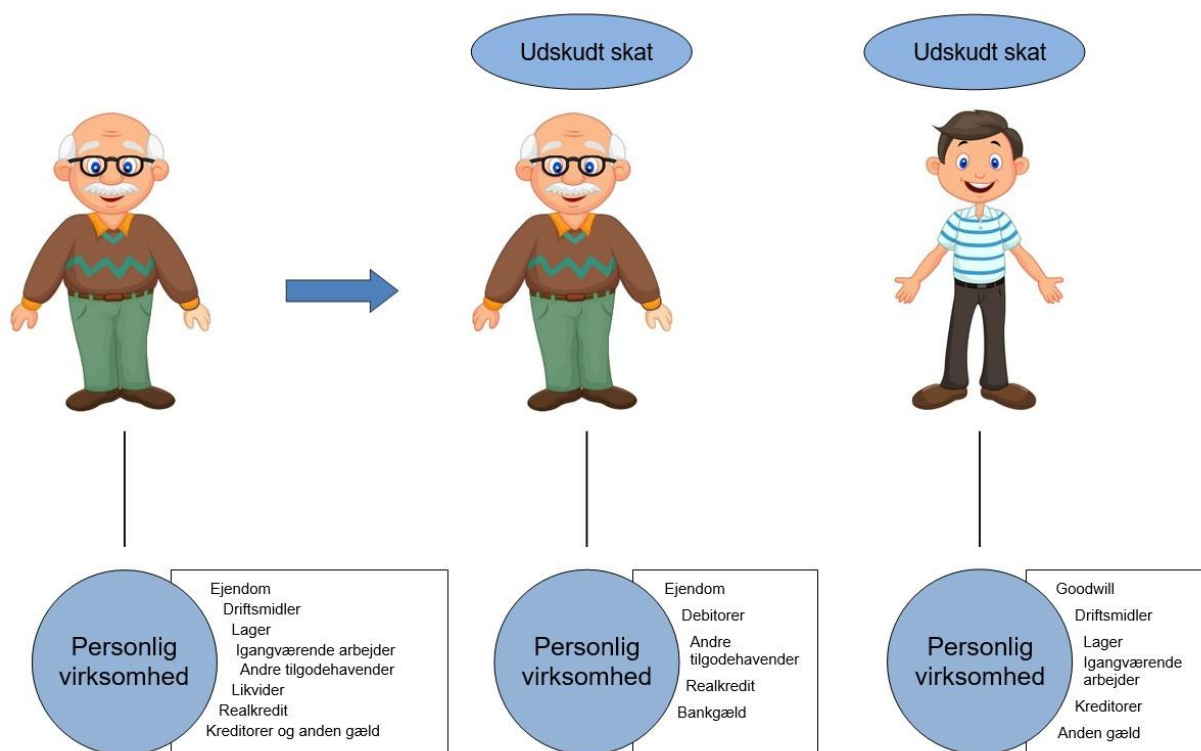 Udskudt skat
Udskudt skat
Personlig
virksomhed
Ejendom
Driftsmidler
Lager
Igangværende arbejder
Andre tilgodehavender
Likvider
Realkredit
Kreditorer og anden gæld
Personlig
virksomhed
Ejendom
Debitorer
Andre
tilgodehavender
Realkredit
Bankgæld
Personlig
virksomhed
Goodwill
Driftsmidler
Lager
Igangværende
arbejder
Kreditorer
Anden gæld